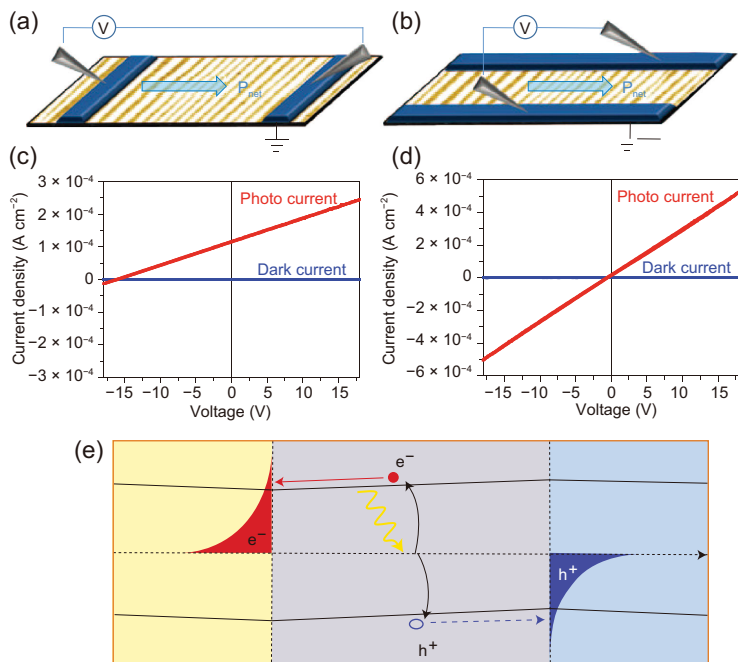 (a)
V
P_net
(b)
V
P_net
(c)
3 × 10⁻⁴
2 × 10⁻⁴
1 × 10⁻⁴
0
−1 × 10⁻⁴
−2 × 10⁻⁴
−3 × 10⁻⁴
Current density (A cm⁻²)
Photo current
Dark current
−15 −10 −5 0 5 10 15
Voltage (V)
(d)
6 × 10⁻⁴
4 × 10⁻⁴
2 × 10⁻⁴
0
−2 × 10⁻⁴
−4 × 10⁻⁴
−6 × 10⁻⁴
Current density (A cm⁻²)
Photo current
Dark current
−15 −10 −5 0 5 10 15
Voltage (V)
(e)
e⁻
e⁻
h⁺
h⁺